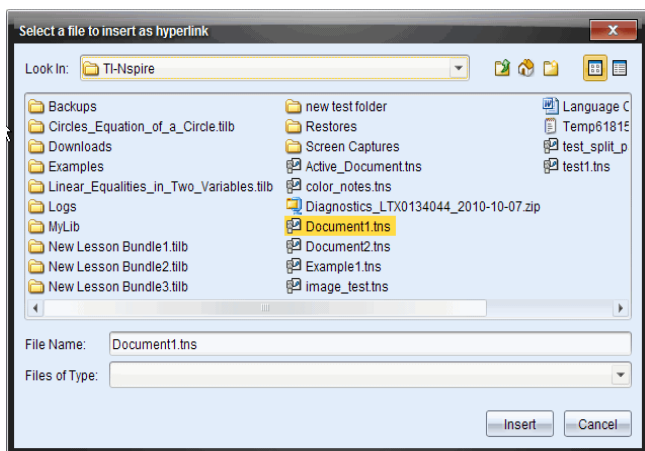 Select a file to insert as hyperlink
Look In: TI-Nspire
Backups
Circles_Equation_of_a_Circle.tilb
Downloads
Examples
Linear_Equalities_in_Two_Variables.tilb
Logs
MyLib
New Lesson Bundle1.tilb
New Lesson Bundle2.tilb
New Lesson Bundle3.tilb
new test folder
Restores
Screen Captures
Active_Document.tns
color_notes.tns
Diagnostics_LTX0134044_2010-10-07.zip
Document1.tns
Document2.tns
Example1.tns
image_test.tns
Language C
Temp61815
test_split_p
test1.tns
File Name: Document1.tns
Files of Type:
Insert Cancel